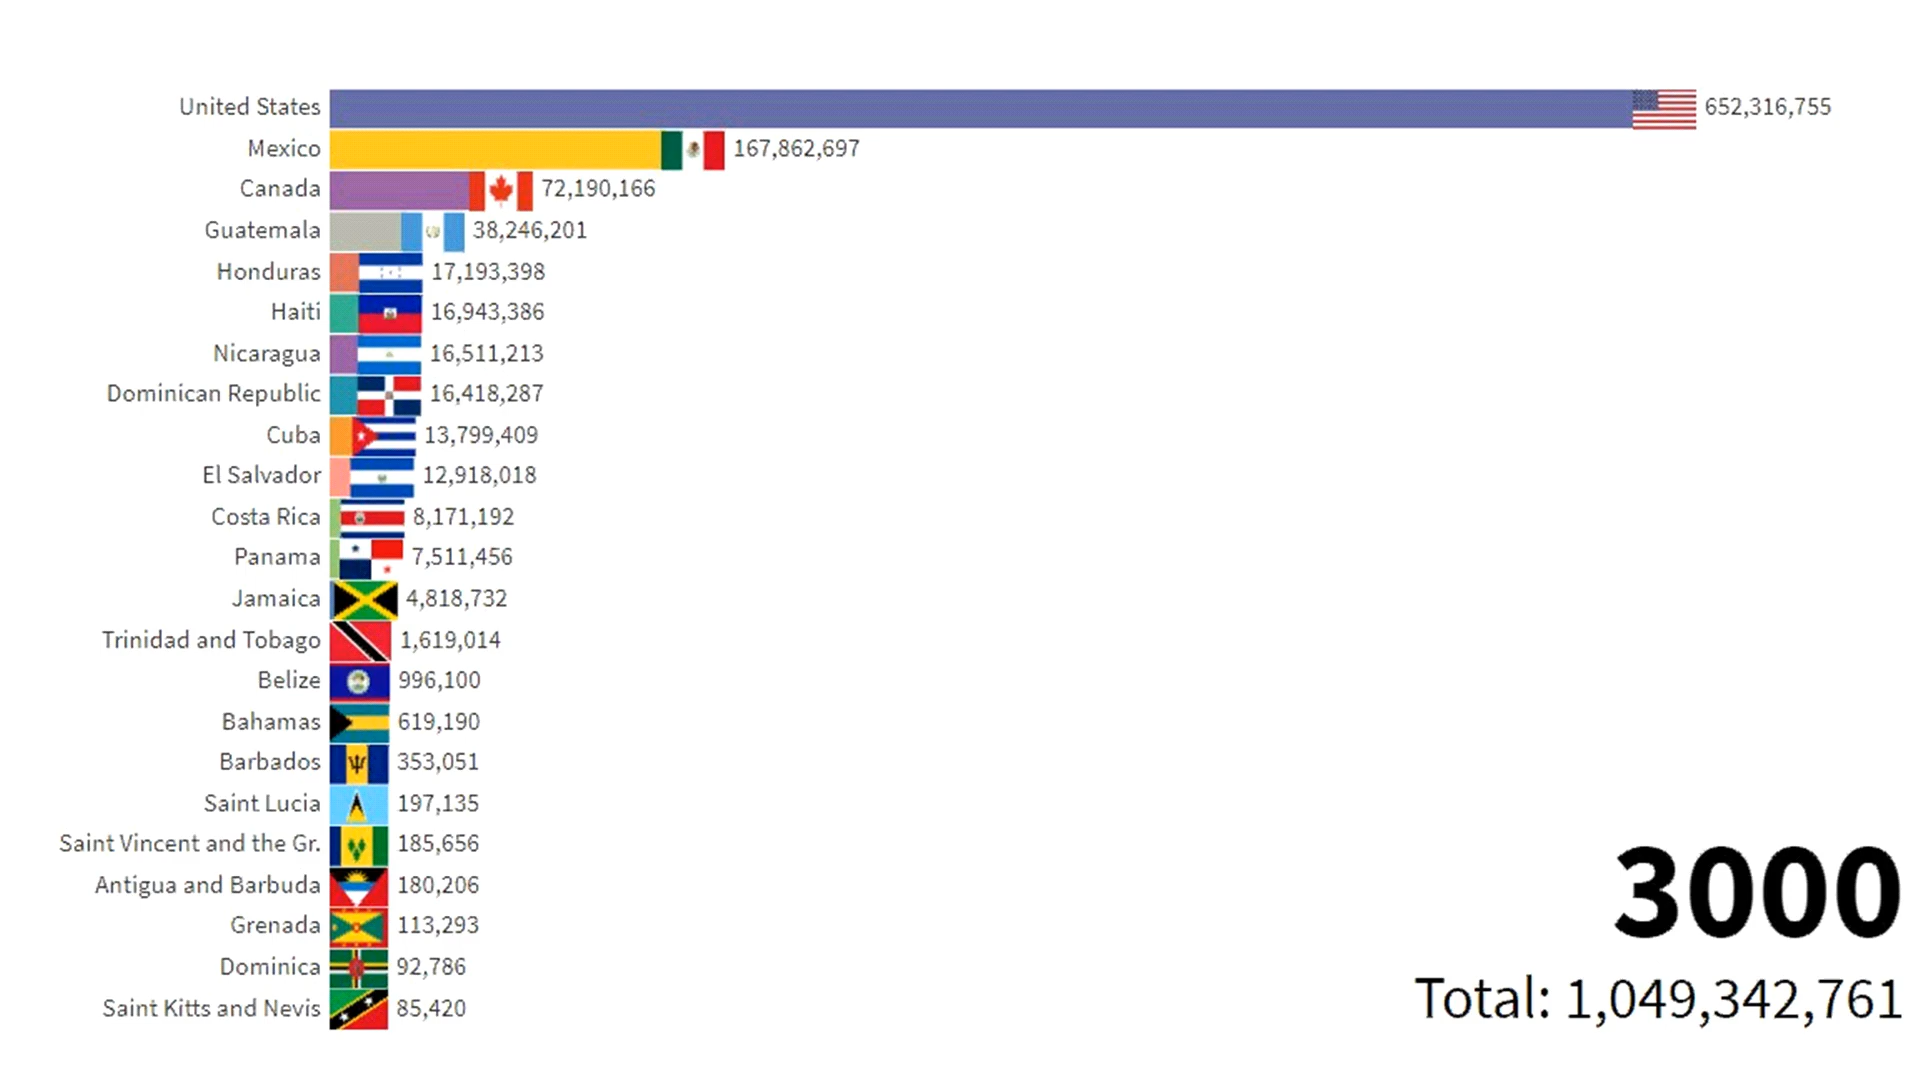 United States 652,316,755
Mexico 167,862,697
Canada 72,190,166
Guatemala 38,246,201
Honduras 17,193,398
Haiti 16,943,386
Nicaragua 16,511,213
Dominican Republic 16,418,287
Cuba 13,799,409
El Salvador 12,918,018
Costa Rica 8,171,192
Panama 7,511,456
Jamaica 4,818,732
Trinidad and Tobago 1,619,014
Belize 996,100
Bahamas 619,190
Barbados 353,051
Saint Lucia 197,135
Saint Vincent and the Gr. 185,656
Antigua and Barbuda 180,206
Grenada 113,293
Dominica 92,786
Saint Kitts and Nevis 85,420
3000
Total: 1,049,342,761